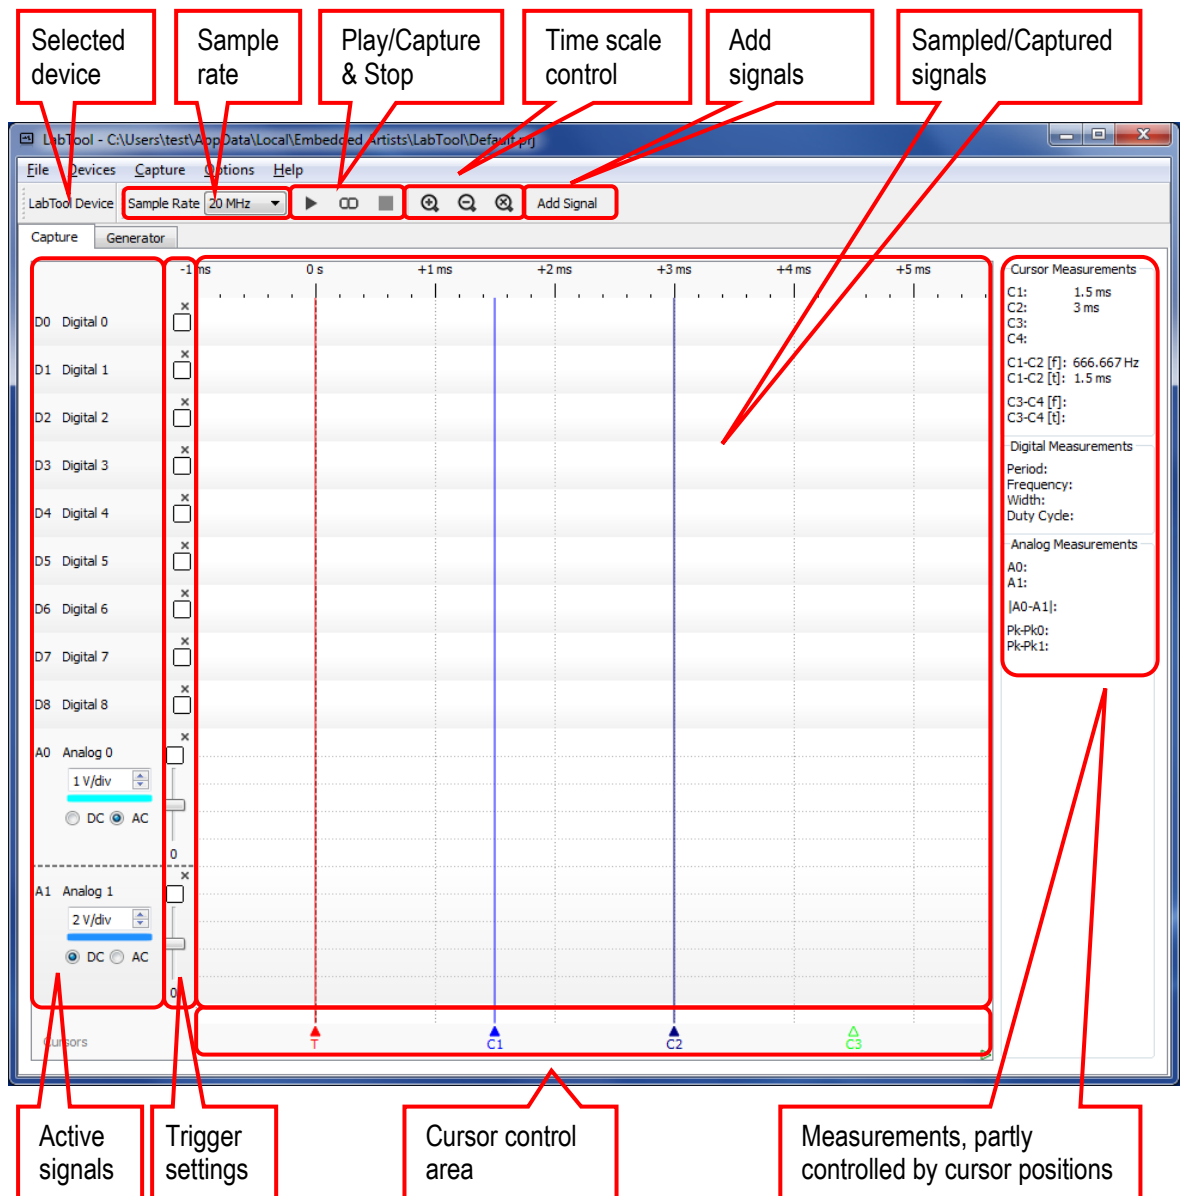 Selected
device
Sample
rate
Play/Capture
& Stop
Time scale
control
Add
signals
Sampled/Captured
signals
LabTool - C:\Users\test\AppData\Local\Embedded Artists\LabTool\Default.prj
File Devices Capture Options Help
LabTool Device Sample Rate 20 MHz Add Signal
Capture Generator
-1 ms 0 s +1 ms +2 ms +3 ms +4 ms +5 ms
D0 Digital 0
D1 Digital 1
D2 Digital 2
D3 Digital 3
D4 Digital 4
D5 Digital 5
D6 Digital 6
D7 Digital 7
D8 Digital 8
A0 Analog 0
1 V/div
DC AC
0
A1 Analog 1
2 V/div
DC AC
0
Cursors
T C1 C2 C3
Cursor Measurements
C1: 1.5 ms
C2: 3 ms
C3:
C4:
C1-C2 [f]: 666.667 Hz
C1-C2 [t]: 1.5 ms
C3-C4 [f]:
C3-C4 [t]:
Digital Measurements
Period:
Frequency:
Width:
Duty Cycle:
Analog Measurements
A0:
A1:
|A0-A1|:
Pk-Pk0:
Pk-Pk1:
Active
signals
Trigger
settings
Cursor control
area
Measurements, partly
controlled by cursor positions